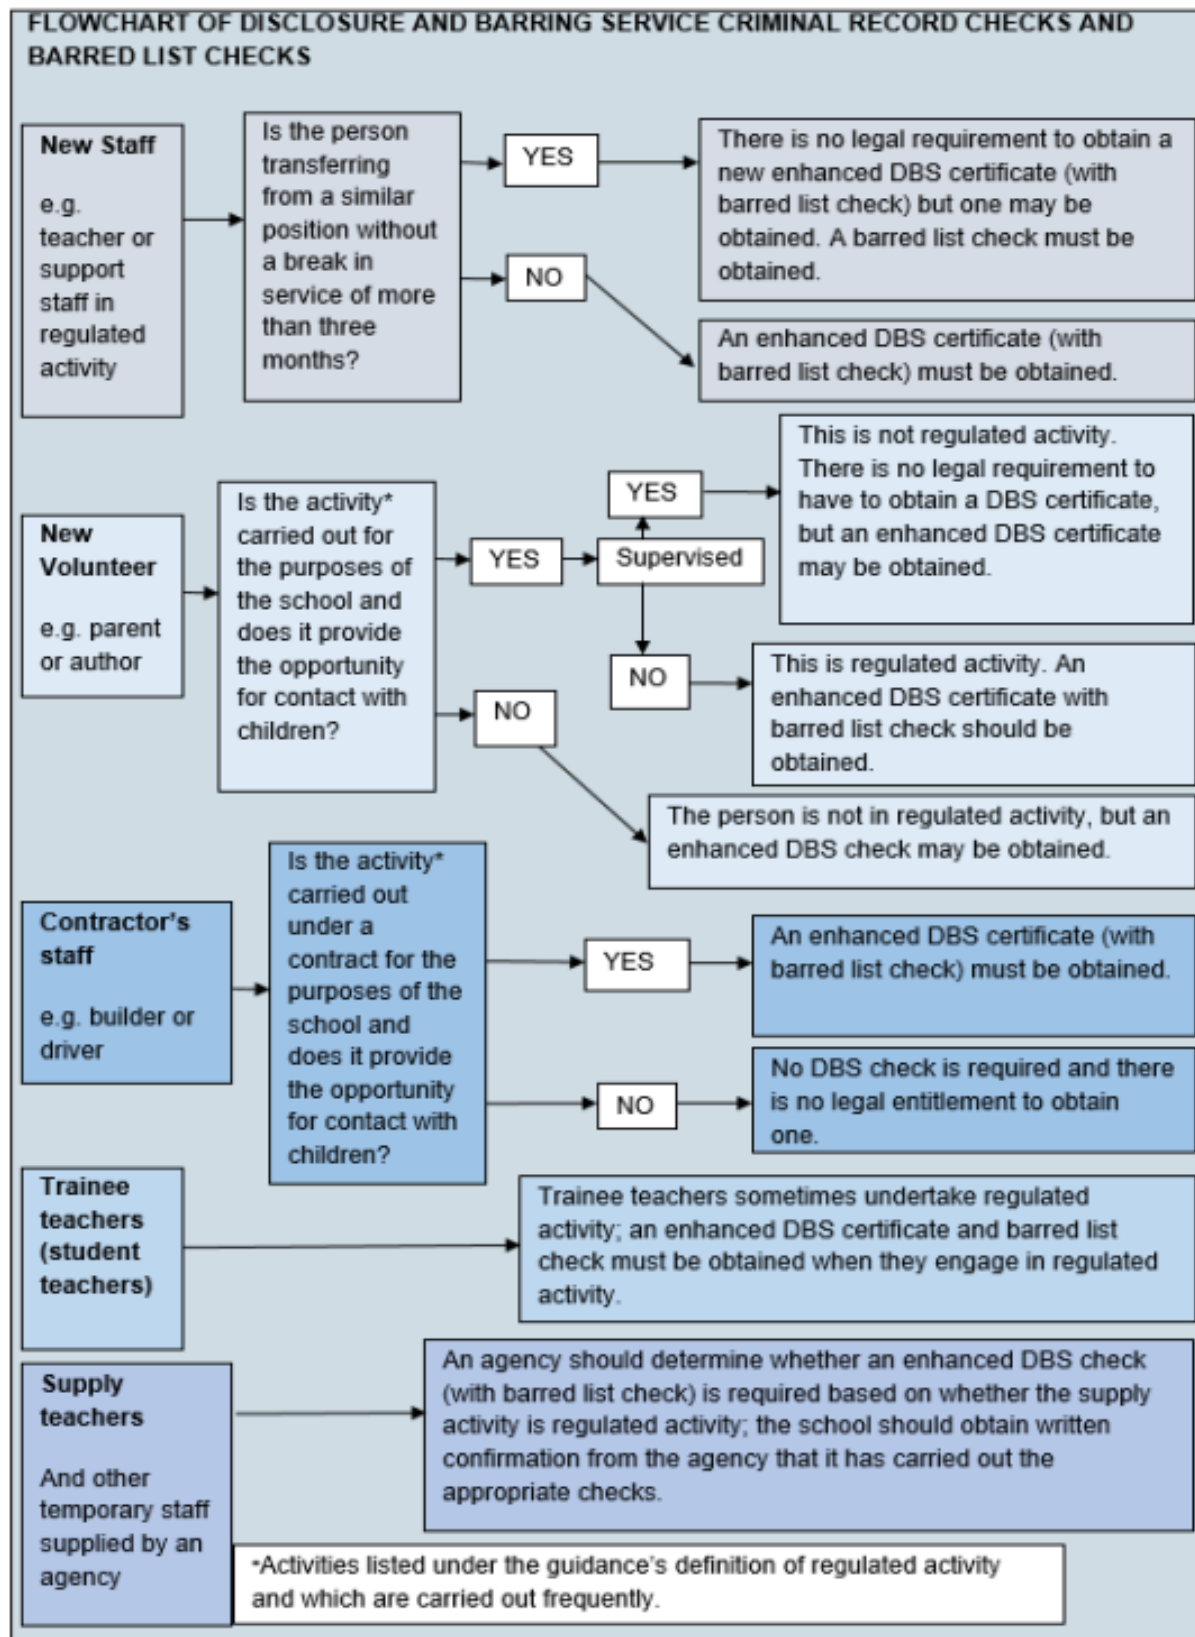 FLOWCHART OF DISCLOSURE AND BARRING SERVICE CRIMINAL RECORD CHECKS AND
BARRED LIST CHECKS
New Staff
e.g.
teacher or
support
staff in
regulated
activity
Is the person
transferring
from a similar
position without
a break in
service of more
than three
months?
YES
There is no legal requirement to obtain a
new enhanced DBS certificate (with
barred list check) but one may be
obtained. A barred list check must be
obtained.
NO
An enhanced DBS certificate (with
barred list check) must be obtained.
New
Volunteer
e.g. parent
or author
Is the activity*
carried out for
the purposes of
the school and
does it provide
the opportunity
for contact with
children?
YES
Supervised
YES
This is not regulated activity.
There is no legal requirement to
have to obtain a DBS certificate,
but an enhanced DBS certificate
may be obtained.
NO
This is regulated activity. An
enhanced DBS certificate with
barred list check should be
obtained.
NO
The person is not in regulated activity, but an
enhanced DBS check may be obtained.
Contractor's
staff
e.g. builder or
driver
Is the activity*
carried out
under a
contract for the
purposes of the
school and
does it provide
the opportunity
for contact with
children?
YES
An enhanced DBS certificate (with
barred list check) must be obtained.
NO
No DBS check is required and there
is no legal entitlement to obtain
one.
Trainee
teachers
(student
teachers)
Trainee teachers sometimes undertake regulated
activity; an enhanced DBS certificate and barred list
check must be obtained when they engage in regulated
activity.
Supply
teachers
And other
temporary staff
supplied by an
agency
An agency should determine whether an enhanced DBS check
(with barred list check) is required based on whether the supply
activity is regulated activity; the school should obtain written
confirmation from the agency that it has carried out the
appropriate checks.
*Activities listed under the guidance's definition of regulated activity
and which are carried out frequently.